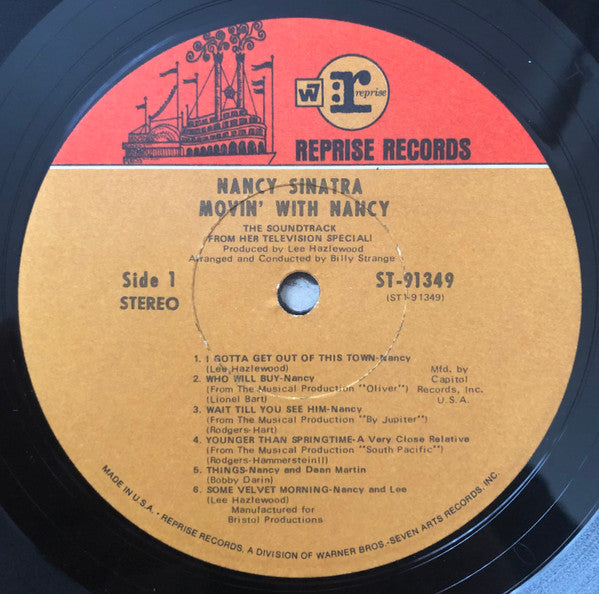 W7 r reprise
REPRISE RECORDS
NANCY SINATRA
MOVIN' WITH NANCY
THE SOUNDTRACK
FROM HER TELEVISION SPECIAL!
Produced by Lee Hazlewood
Arranged and Conducted by Billy Strange
Side 1
STEREO
ST-91349
(ST1-91349)
1. I GOTTA GET OUT OF THIS TOWN-Nancy
(Lee Hazlewood)
2. WHO WILL BUY-Nancy
(From The Musical Production "Oliver")
(Lionel Bart)
3. WAIT TILL YOU SEE HIM-Nancy
(From The Musical Production "By Jupiter")
(Rodgers-Hart)
4. YOUNGER THAN SPRINGTIME-A Very Close Relative
(From The Musical Production "South Pacific")
(Rodgers-Hammerstein II)
5. THINGS-Nancy and Dean Martin
(Bobby Darin)
6. SOME VELVET MORNING-Nancy and Lee
(Lee Hazlewood)
Manufactured for
Bristol Productions
Mfd. by
Capitol
Records, Inc.
U.S.A.
MADE IN U.S.A. • REPRISE RECORDS, A DIVISION OF WARNER BROS.-SEVEN ARTS RECORDS, INC.